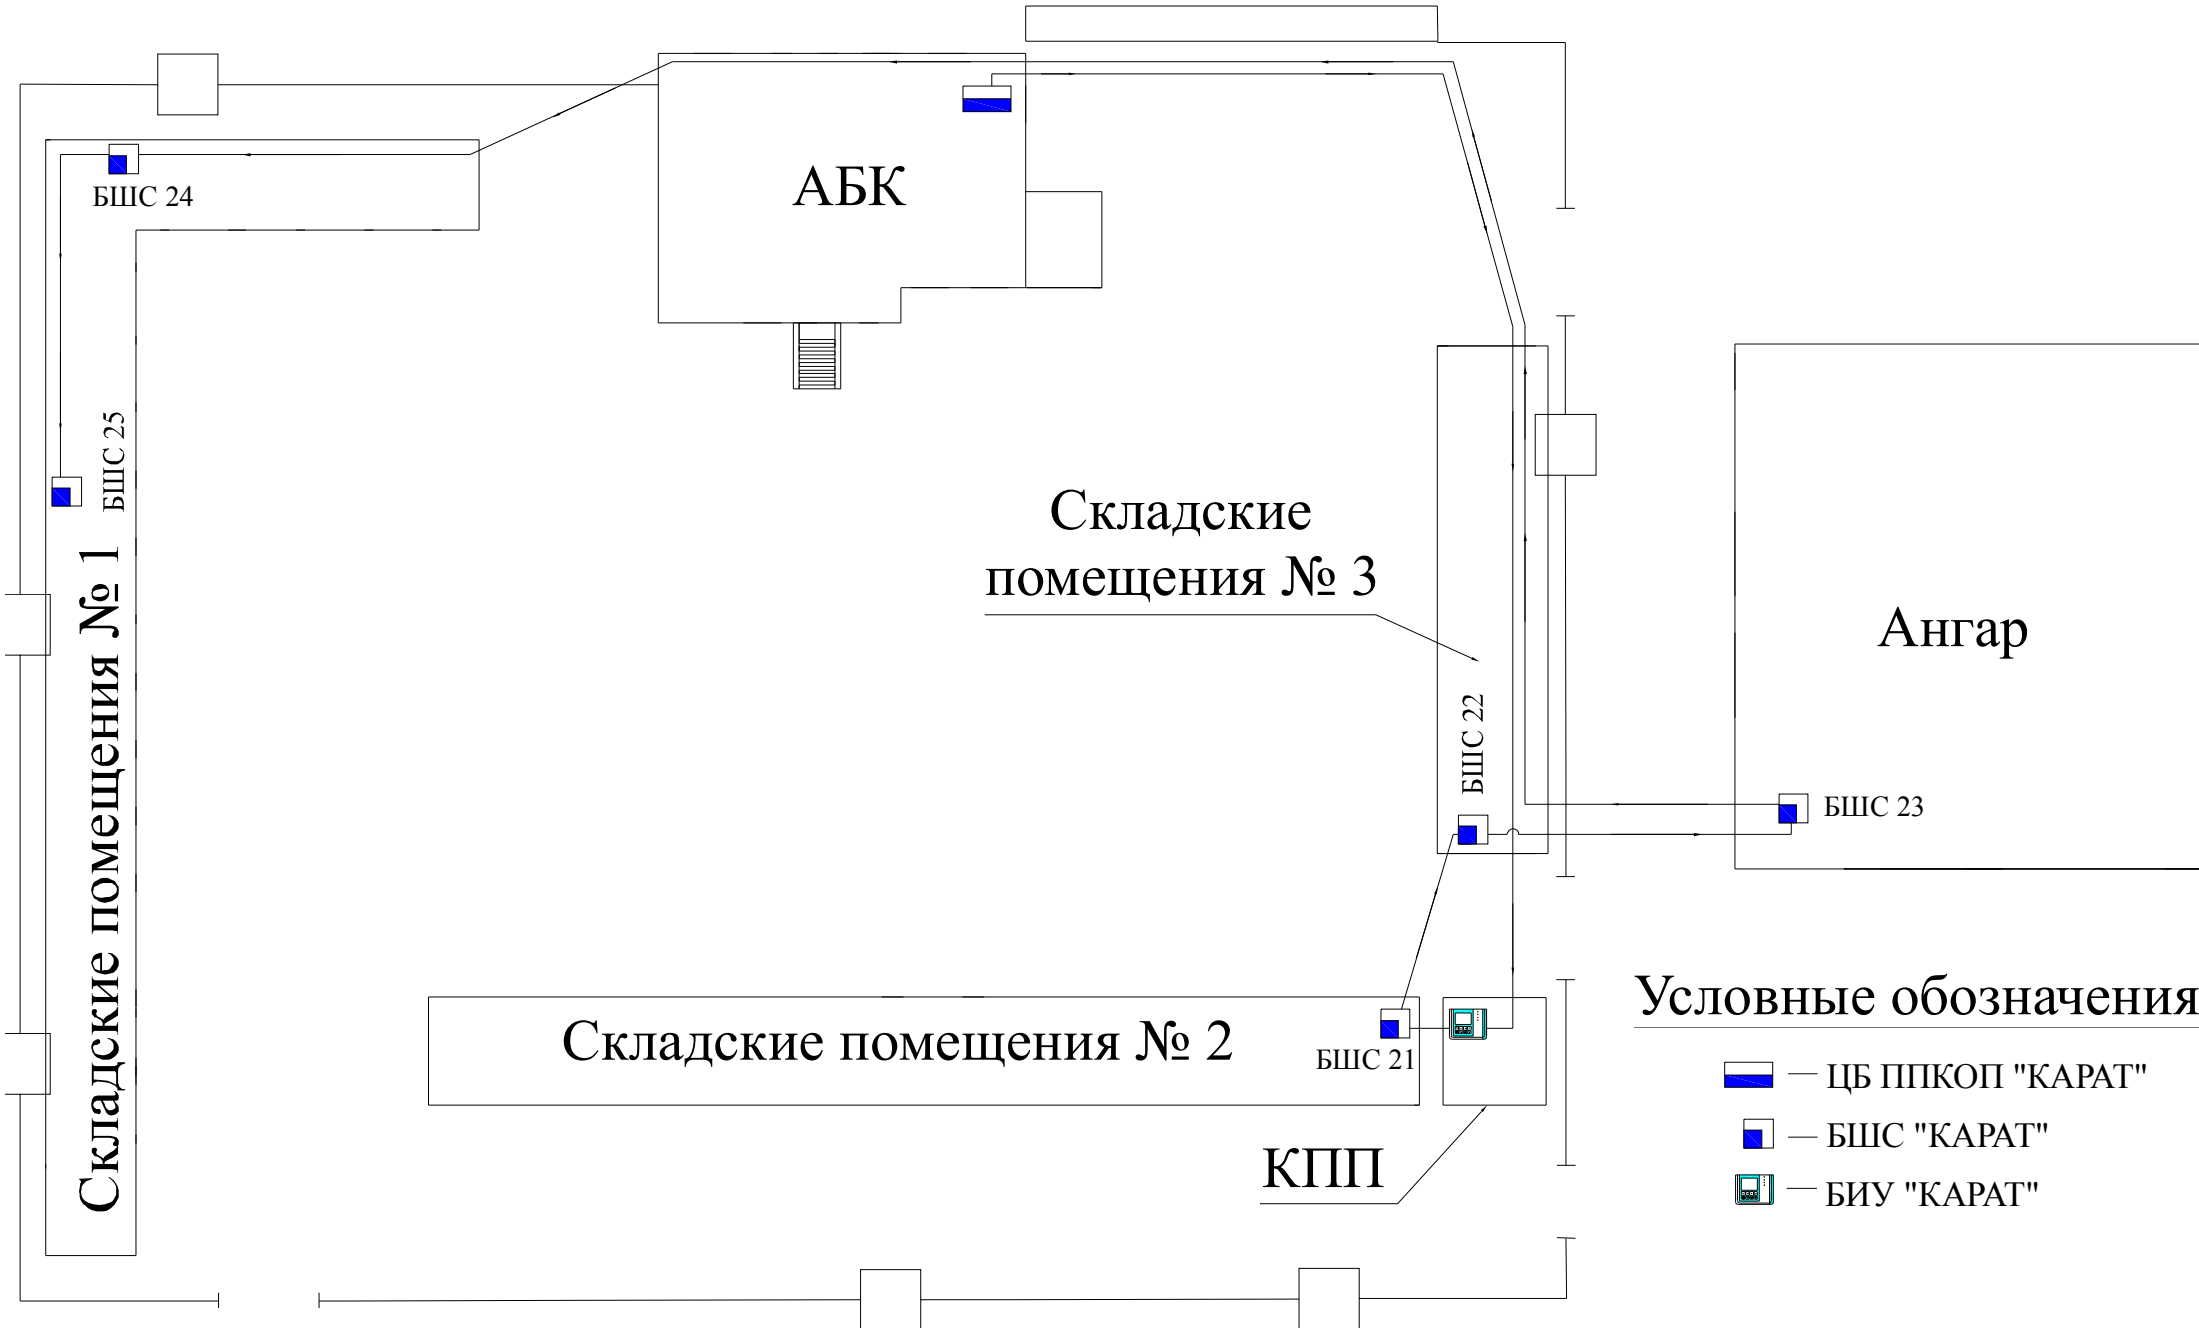 АБК
БШС 24
БШС 25
Складские помещения № 1
Складские
помещения № 3
Ангар
БШС 22
БШС 23
Складские помещения № 2
БШС 21
КПП
Условные обозначения
— ЦБ ППКОП "КАРАТ"
— БШС "КАРАТ"
— БИУ "КАРАТ"